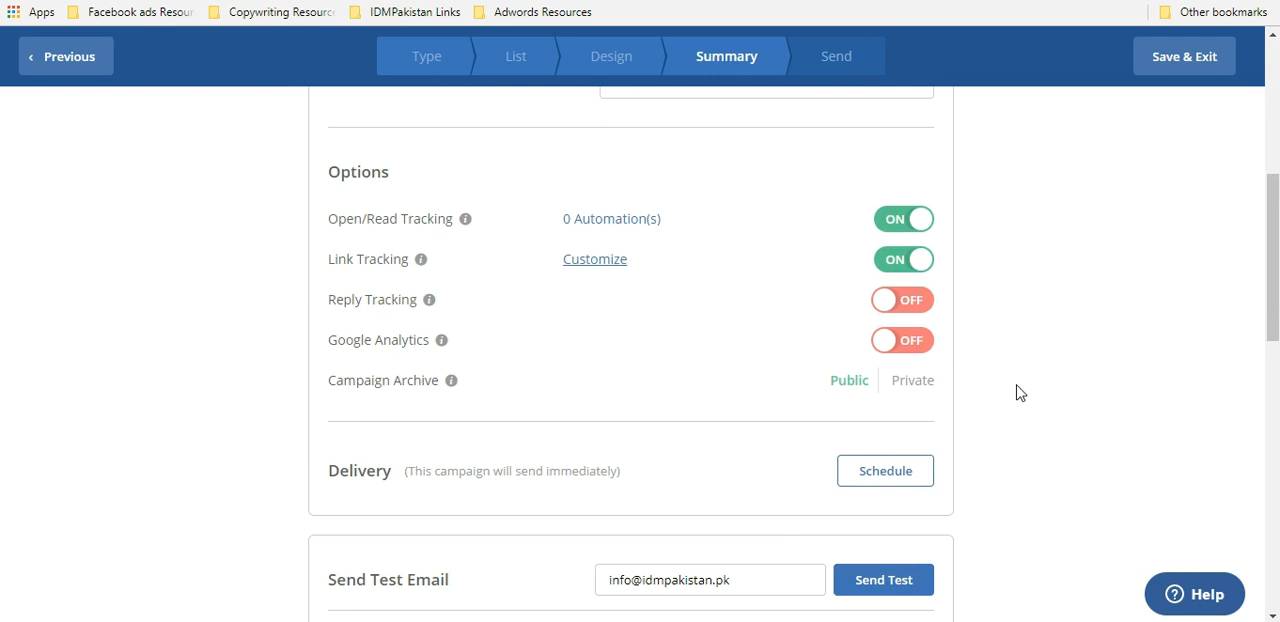 Apps Facebook ads Resour Copywriting Resource IDMPakistan Links Adwords Resources Other bookmarks
‹ Previous Type List Design Summary Send Save & Exit
Options
Open/Read Tracking 0 Automation(s) ON
Link Tracking Customize ON
Reply Tracking OFF
Google Analytics OFF
Campaign Archive Public Private
Delivery (This campaign will send immediately) Schedule
Send Test Email info@idmpakistan.pk Send Test
? Help